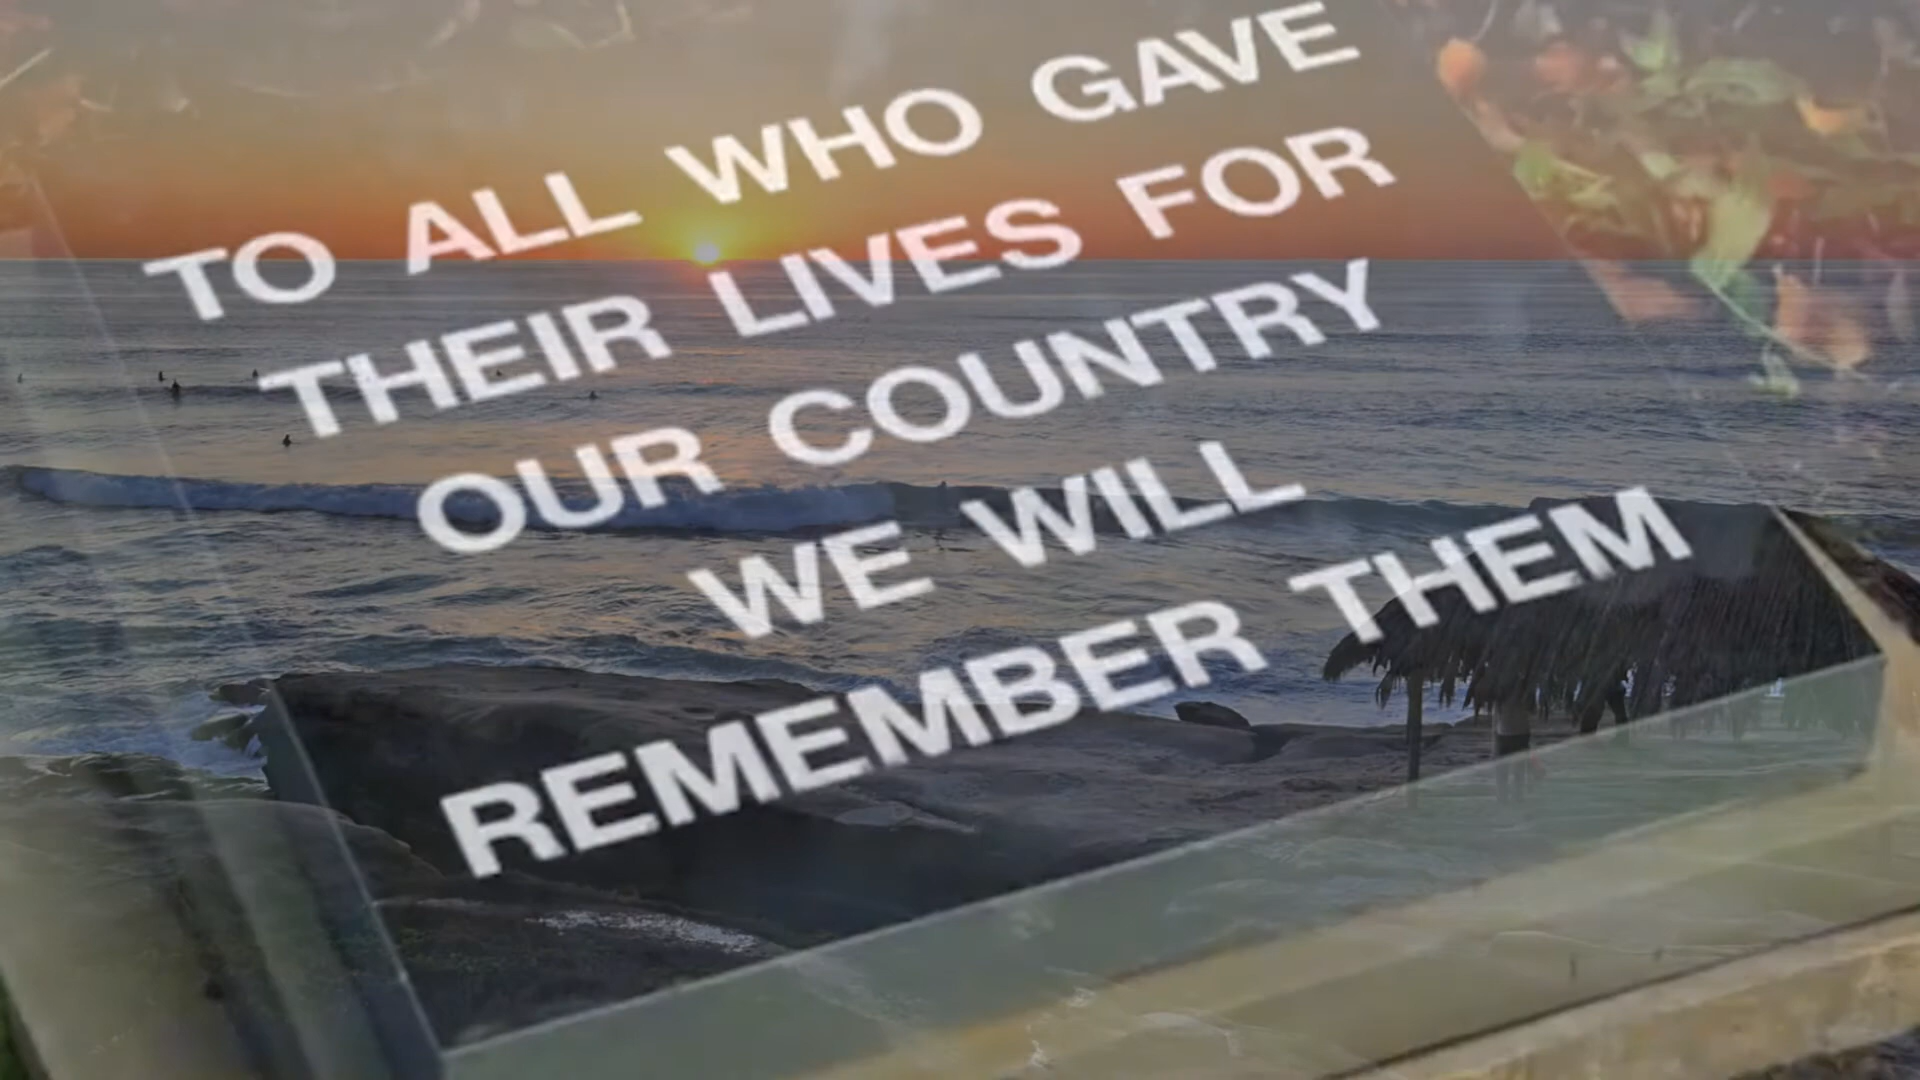 TO ALL WHO GAVE
THEIR LIVES FOR
OUR COUNTRY
WE WILL
REMEMBER THEM